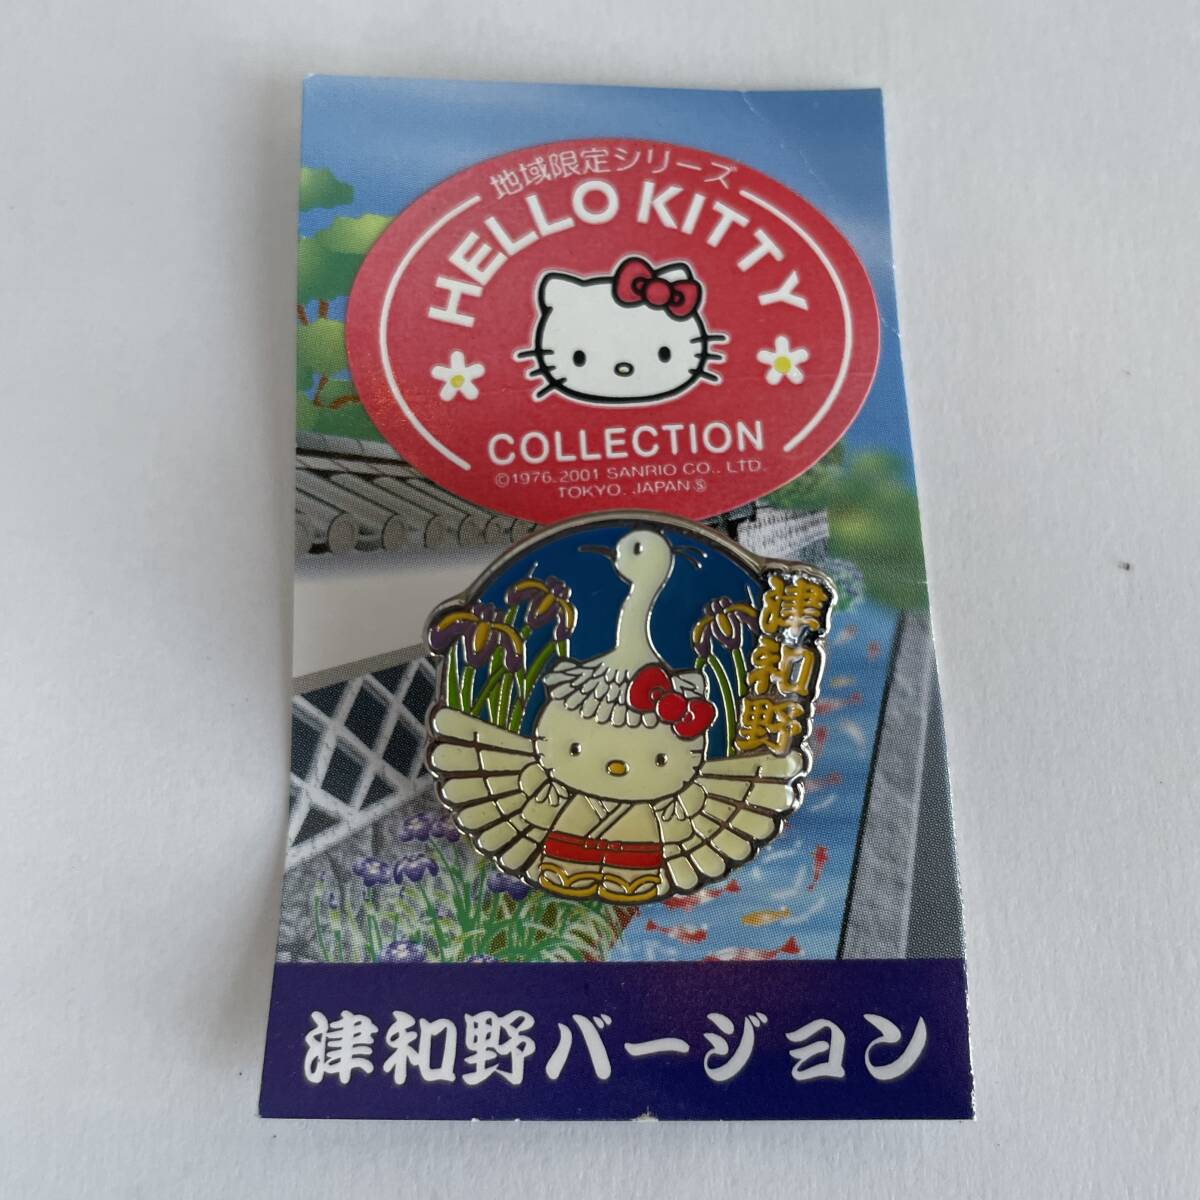 地域限定シリーズ
HELLO KITTY
COLLECTION
©1976.2001 SANRIO CO., LTD.
TOKYO, JAPAN Ⓢ
津和野
津和野バージョン